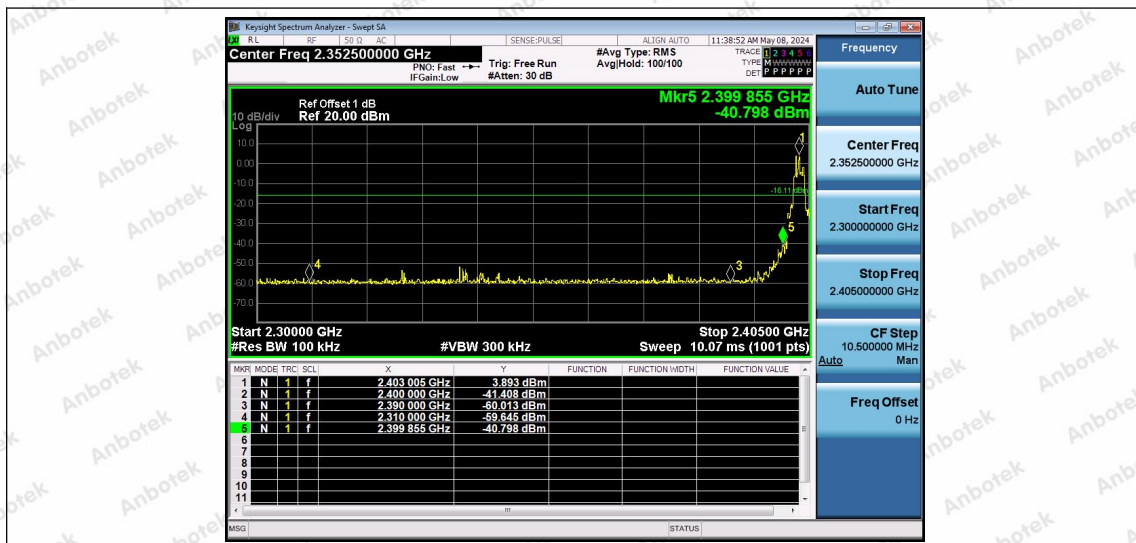 Keysight Spectrum Analyzer - Swept SA
RL RF 50 Ω AC SENSE:PULSE ALIGN AUTO 11:38:52 AM May 08, 2024
Center Freq 2.352500000 GHz
PNO: Fast
IFGain:Low
Trig: Free Run
#Atten: 30 dB
#Avg Type: RMS
Avg|Hold: 100/100
TRACE 1 2 3 4 5 6
TYPE M WWWWW
DET P P P P P P
Mkr5 2.399 855 GHz
-40.798 dBm
Ref Offset 1 dB
10 dB/div Ref 20.00 dBm
Log
10.0
0.00
-10.0
-20.0
-30.0
-40.0
-50.0
-60.0
-70.0
1
-16.11 dBm
5
4
3
Start 2.30000 GHz Stop 2.40500 GHz
#Res BW 100 kHz #VBW 300 kHz Sweep 10.07 ms (1001 pts)
MKR MODE TRC SCL X Y FUNCTION FUNCTION WIDTH FUNCTION VALUE
1 N 1 f 2.403 005 GHz 3.893 dBm
2 N 1 f 2.400 000 GHz -41.408 dBm
3 N 1 f 2.390 000 GHz -60.013 dBm
4 N 1 f 2.310 000 GHz -59.645 dBm
5 N 1 f 2.399 855 GHz -40.798 dBm
6
7
8
9
10
11
MSG STATUS
Frequency
Auto Tune
Center Freq
2.352500000 GHz
Start Freq
2.300000000 GHz
Stop Freq
2.405000000 GHz
CF Step
10.500000 MHz
Auto Man
Freq Offset
0 Hz
Anbotek